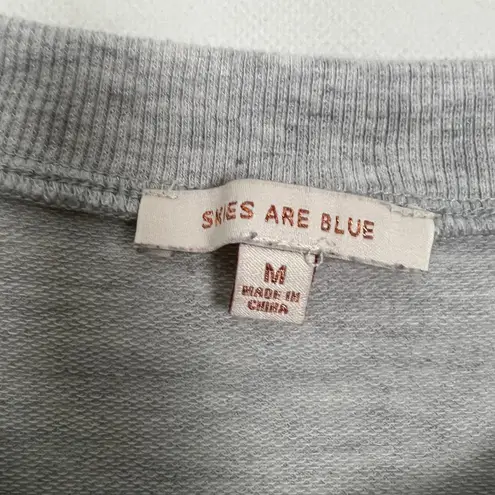 SKIES ARE BLUE
M
MADE IN
CHINA